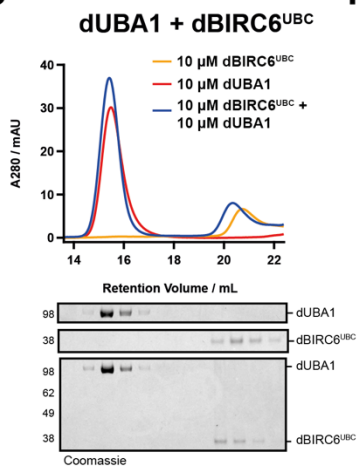 dUBA1 + dBIRC6UBC
10 µM dBIRC6UBC
10 µM dUBA1
10 µM dBIRC6UBC +
10 µM dUBA1
A280 / mAU
40
30
20
10
0
14 16 18 20 22
Retention Volume / mL
98 dUBA1
38 dBIRC6UBC
98 dUBA1
62
49
38 dBIRC6UBC
Coomassie